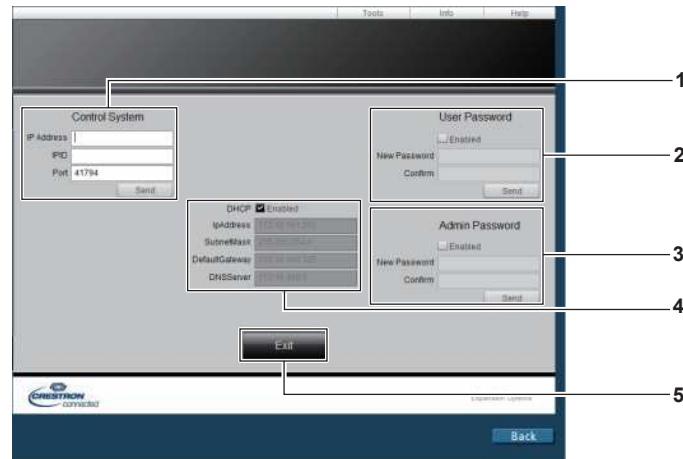 Tools Info Help
1
Control System
IP Address
IPID
Port 41794
Send
User Password
Enabled
New Password
Confirm
Send
2
DHCP Enabled
IpAddress
SubnetMask
DefaultGateway
DNSServer
Admin Password
Enabled
New Password
Confirm
Send
3
4
Exit
5
CRESTRON
connected
Expansion Options
Back